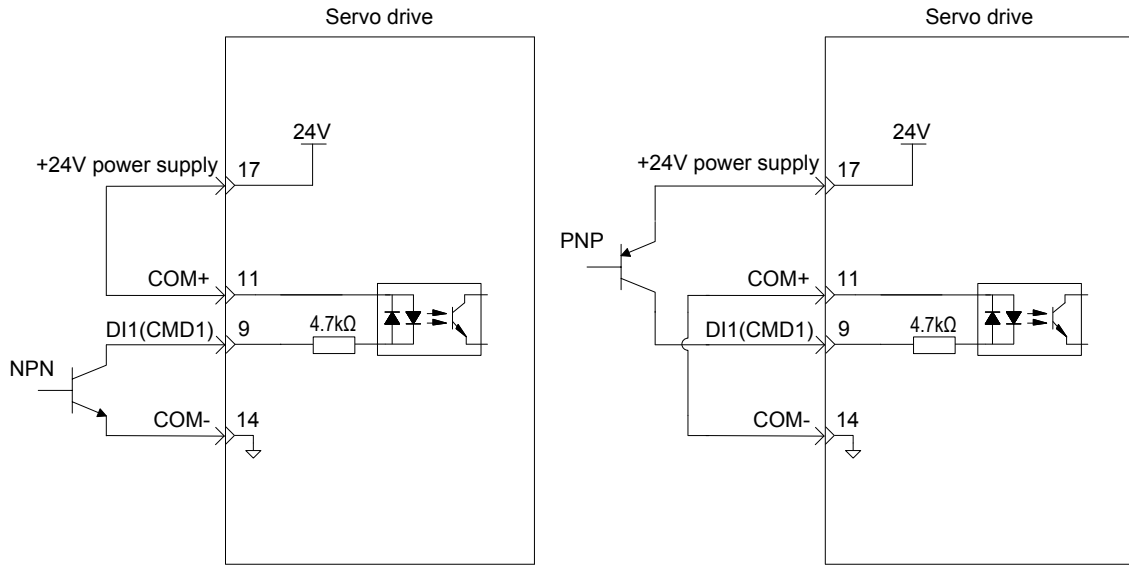 Servo drive
24V
+24V power supply
17
COM+
11
DI1(CMD1)
9
4.7kΩ
NPN
COM-
14
Servo drive
24V
+24V power supply
17
PNP
COM+
11
DI1(CMD1)
9
4.7kΩ
COM-
14